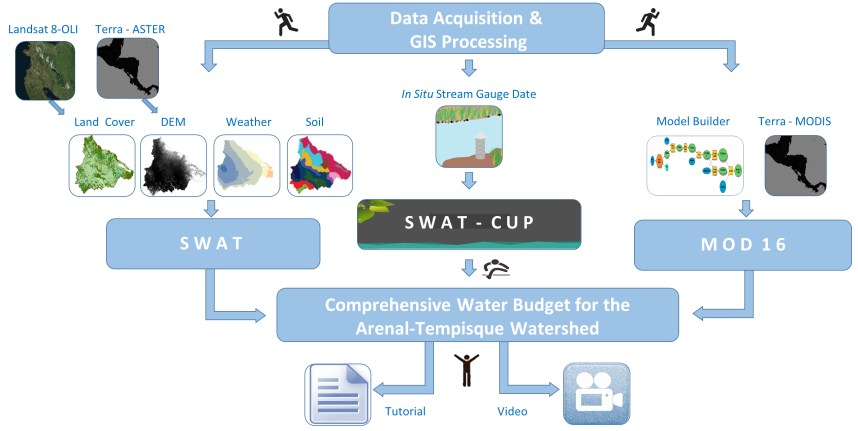 Data Acquisition &
GIS Processing
Landsat 8-OLI
Terra - ASTER
In Situ Stream Gauge Date
Land Cover
DEM
Weather
Soil
Model Builder
Terra - MODIS
SWAT
SWAT - CUP
MOD 16
Comprehensive Water Budget for the
Arenal-Tempisque Watershed
Tutorial
Video